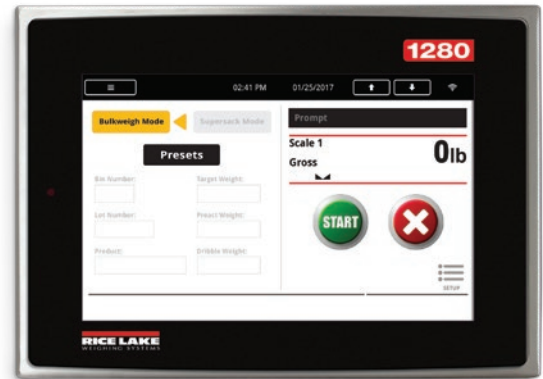 1280
02:41 PM 01/25/2017
Bulkweigh Mode Supersack Mode
Presets
Bin Number: Target Weight:
Lot Number: Preact Weight:
Product: Dribble Weight:
Prompt
Scale 1
Gross
0lb
START
SETUP
RICE LAKE
WEIGHING SYSTEMS